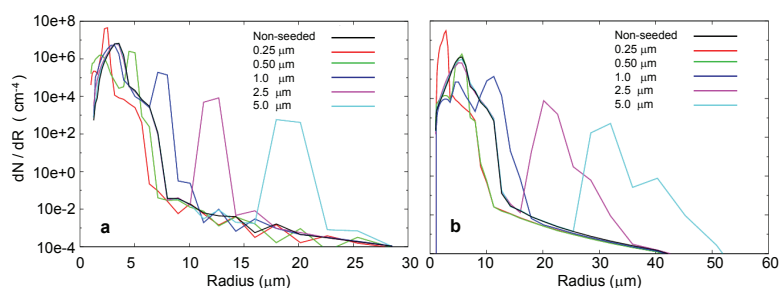 10e+8
10e+6
10e+4
10e+2
10e+0
10e-2
10e-4
dN / dR ( cm-4)
Non-seeded
0.25 μm
0.50 μm
1.0 μm
2.5 μm
5.0 μm
a
0 5 10 15 20 25 30
Radius (μm)
Non-seeded
0.25 μm
0.50 μm
1.0 μm
2.5 μm
5.0 μm
b
0 10 20 30 40 50 60
Radius (μm)